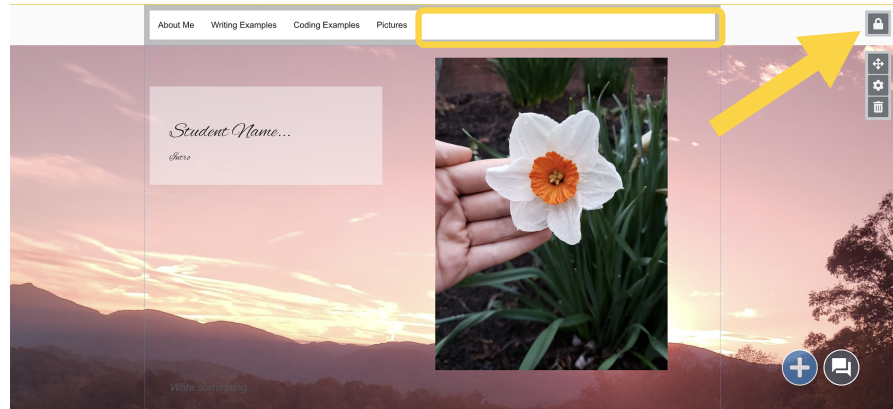 About Me Writing Examples Coding Examples Pictures
Student Name...
Intro
Write something...